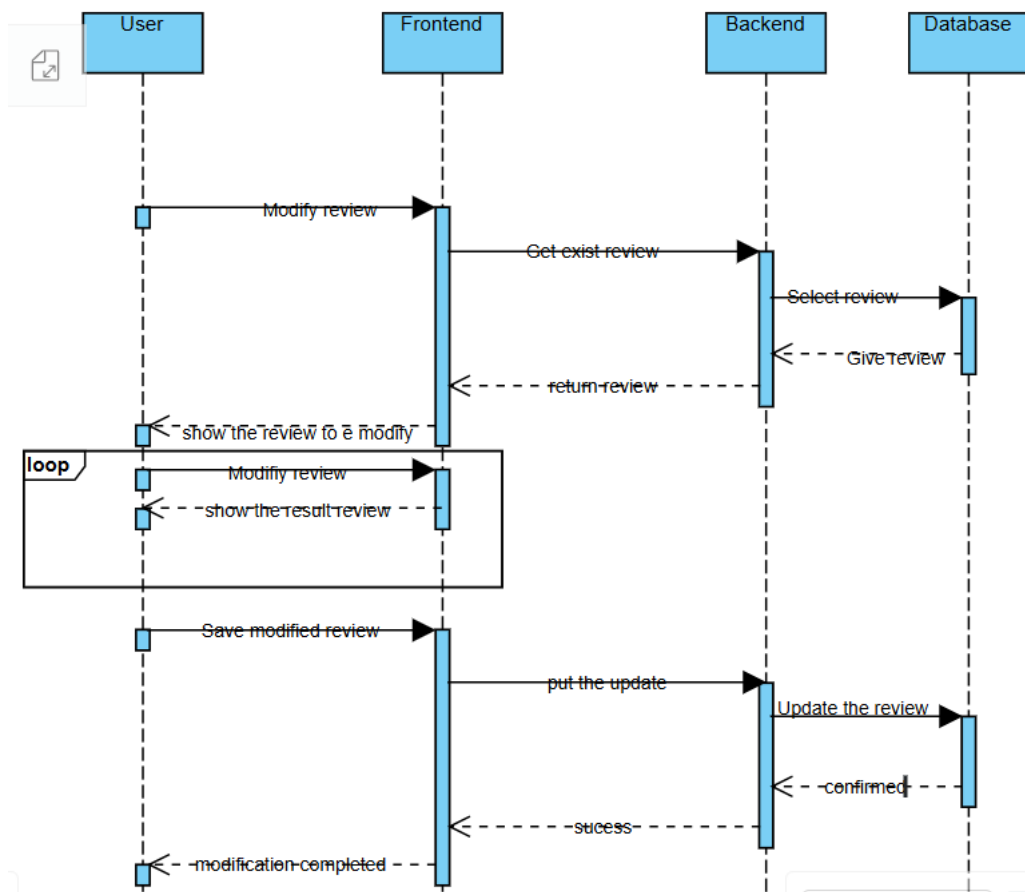 User
Frontend
Backend
Database
Modify review
Get exist review
Select review
Give review
return review
show the review to e modify
loop
Modifiy review
show the result review
Save modified review
put the update
Update the review
confirmed
sucess
modification completed